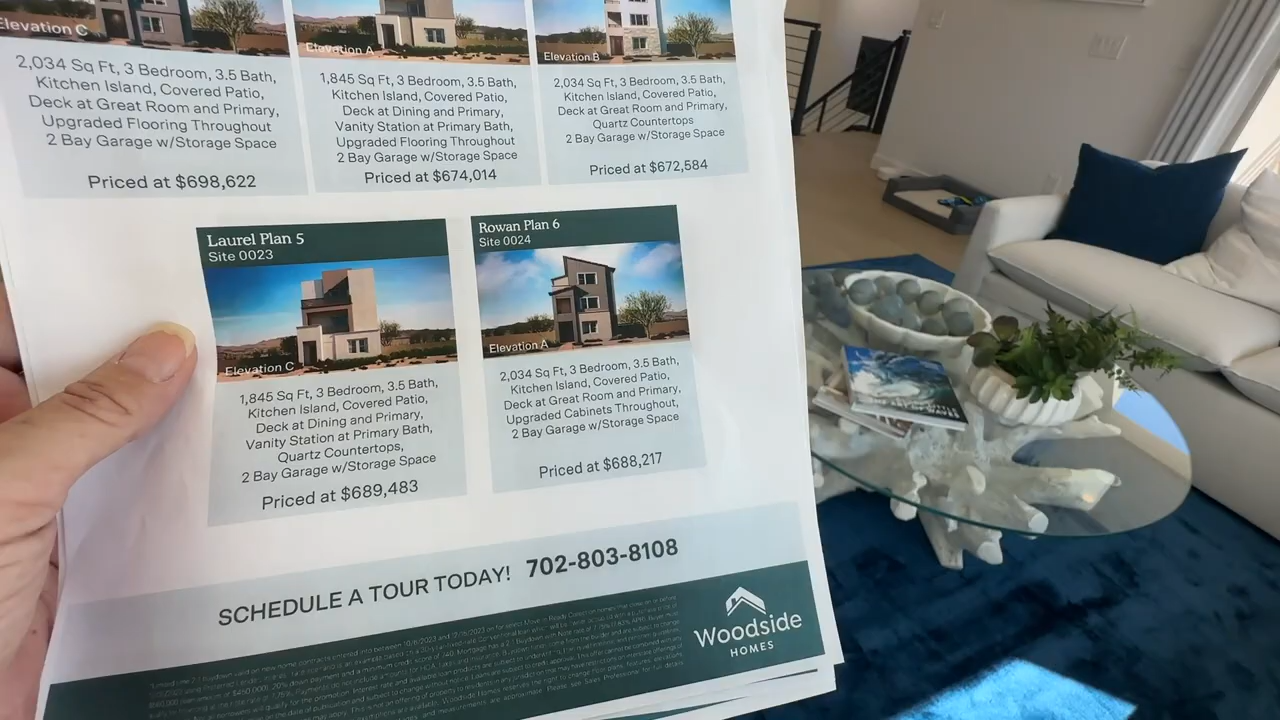 Elevation C
2,034 Sq Ft, 3 Bedroom, 3.5 Bath,
Kitchen Island, Covered Patio,
Deck at Great Room and Primary,
Upgraded Flooring Throughout
2 Bay Garage w/Storage Space
Priced at $698,622
Elevation A
1,845 Sq Ft, 3 Bedroom, 3.5 Bath,
Kitchen Island, Covered Patio,
Deck at Dining and Primary,
Vanity Station at Primary Bath,
Upgraded Flooring Throughout
2 Bay Garage w/Storage Space
Priced at $674,014
Elevation B
2,034 Sq Ft, 3 Bedroom, 3.5 Bath,
Kitchen Island, Covered Patio,
Deck at Great Room and Primary,
Quartz Countertops
2 Bay Garage w/Storage Space
Priced at $672,584
Laurel Plan 5
Site 0023
Elevation C
1,845 Sq Ft, 3 Bedroom, 3.5 Bath,
Kitchen Island, Covered Patio,
Deck at Dining and Primary,
Vanity Station at Primary Bath,
Quartz Countertops,
2 Bay Garage w/Storage Space
Priced at $689,483
Rowan Plan 6
Site 0024
Elevation A
2,034 Sq Ft, 3 Bedroom, 3.5 Bath,
Kitchen Island, Covered Patio,
Deck at Great Room and Primary,
Upgraded Cabinets Throughout,
2 Bay Garage w/Storage Space
Priced at $688,217
SCHEDULE A TOUR TODAY! 702-803-8108
Woodside
HOMES